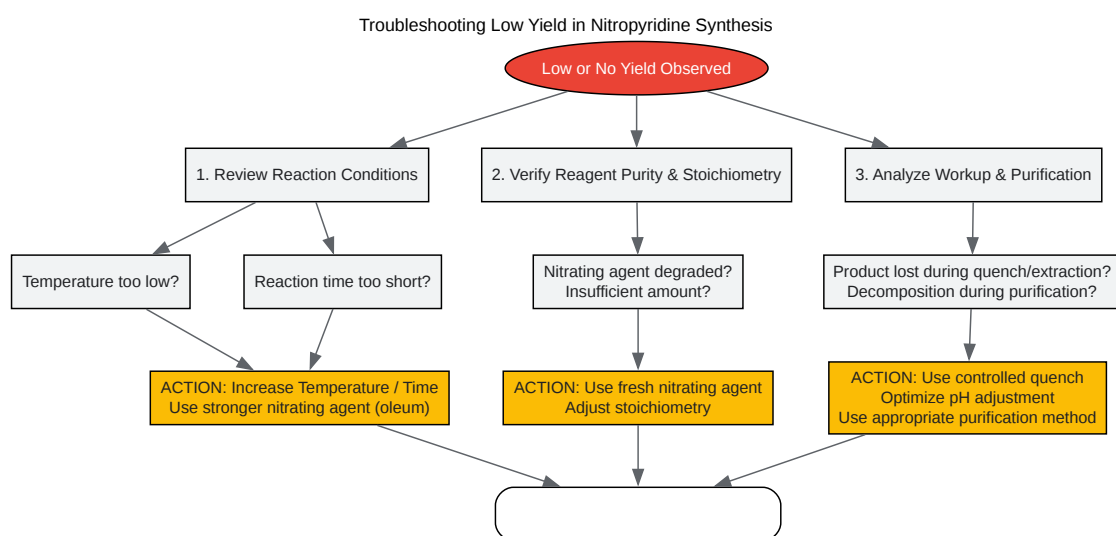 Troubleshooting Low Yield in Nitropyridine Synthesis
Low or No Yield Observed
1. Review Reaction Conditions
2. Verify Reagent Purity & Stoichiometry
3. Analyze Workup & Purification
Temperature too low?
Reaction time too short?
Nitrating agent degraded?
Insufficient amount?
Product lost during quench/extraction?
Decomposition during purification?
ACTION: Increase Temperature / Time
Use stronger nitrating agent (oleum)
ACTION: Use fresh nitrating agent
Adjust stoichiometry
ACTION: Use controlled quench
Optimize pH adjustment
Use appropriate purification method